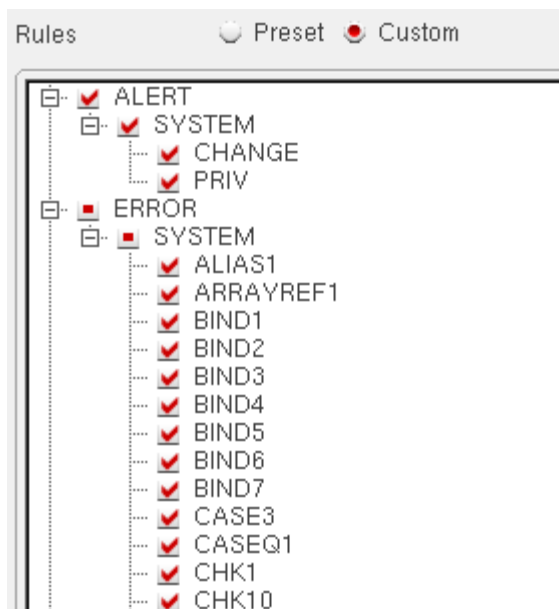 Rules Preset Custom
ALERT
SYSTEM
CHANGE
PRIV
ERROR
SYSTEM
ALIAS1
ARRAYREF1
BIND1
BIND2
BIND3
BIND4
BIND5
BIND6
BIND7
CASE3
CASEQ1
CHK1
CHK10